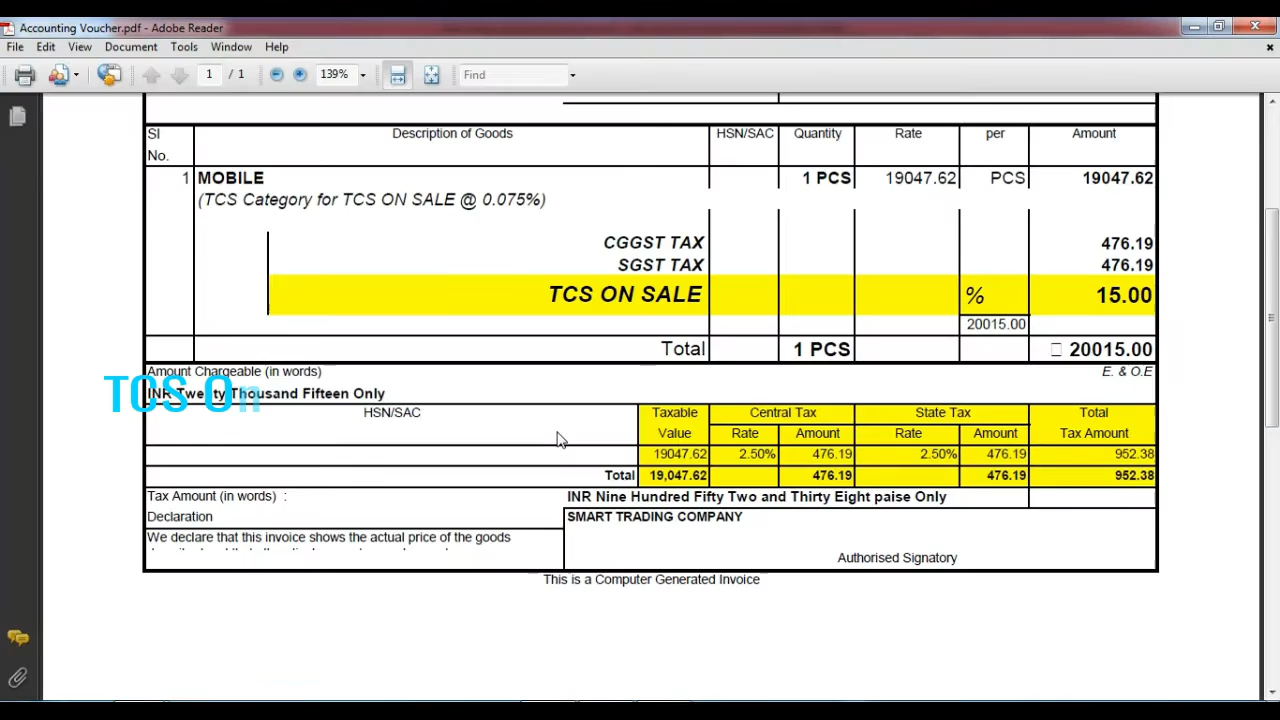 Accounting Voucher.pdf - Adobe Reader
File Edit View Document Tools Window Help
1 / 1 139% Find
SI No. Description of Goods HSN/SAC Quantity Rate per Amount
1 MOBILE 1 PCS 19047.62 PCS 19047.62
(TCS Category for TCS ON SALE @ 0.075%)
CGGST TAX 476.19
SGST TAX 476.19
TCS ON SALE % 15.00
20015.00
Total 1 PCS 20015.00
Amount Chargeable (in words) E. & O.E
INR Twenty Thousand Fifteen Only
TCS On
HSN/SAC Taxable Value Central Tax State Tax Total Tax Amount
Rate Amount Rate Amount
19047.62 2.50% 476.19 2.50% 476.19 952.38
Total 19,047.62 476.19 476.19 952.38
Tax Amount (in words) : INR Nine Hundred Fifty Two and Thirty Eight paise Only
Declaration SMART TRADING COMPANY
We declare that this invoice shows the actual price of the goods
Authorised Signatory
This is a Computer Generated Invoice